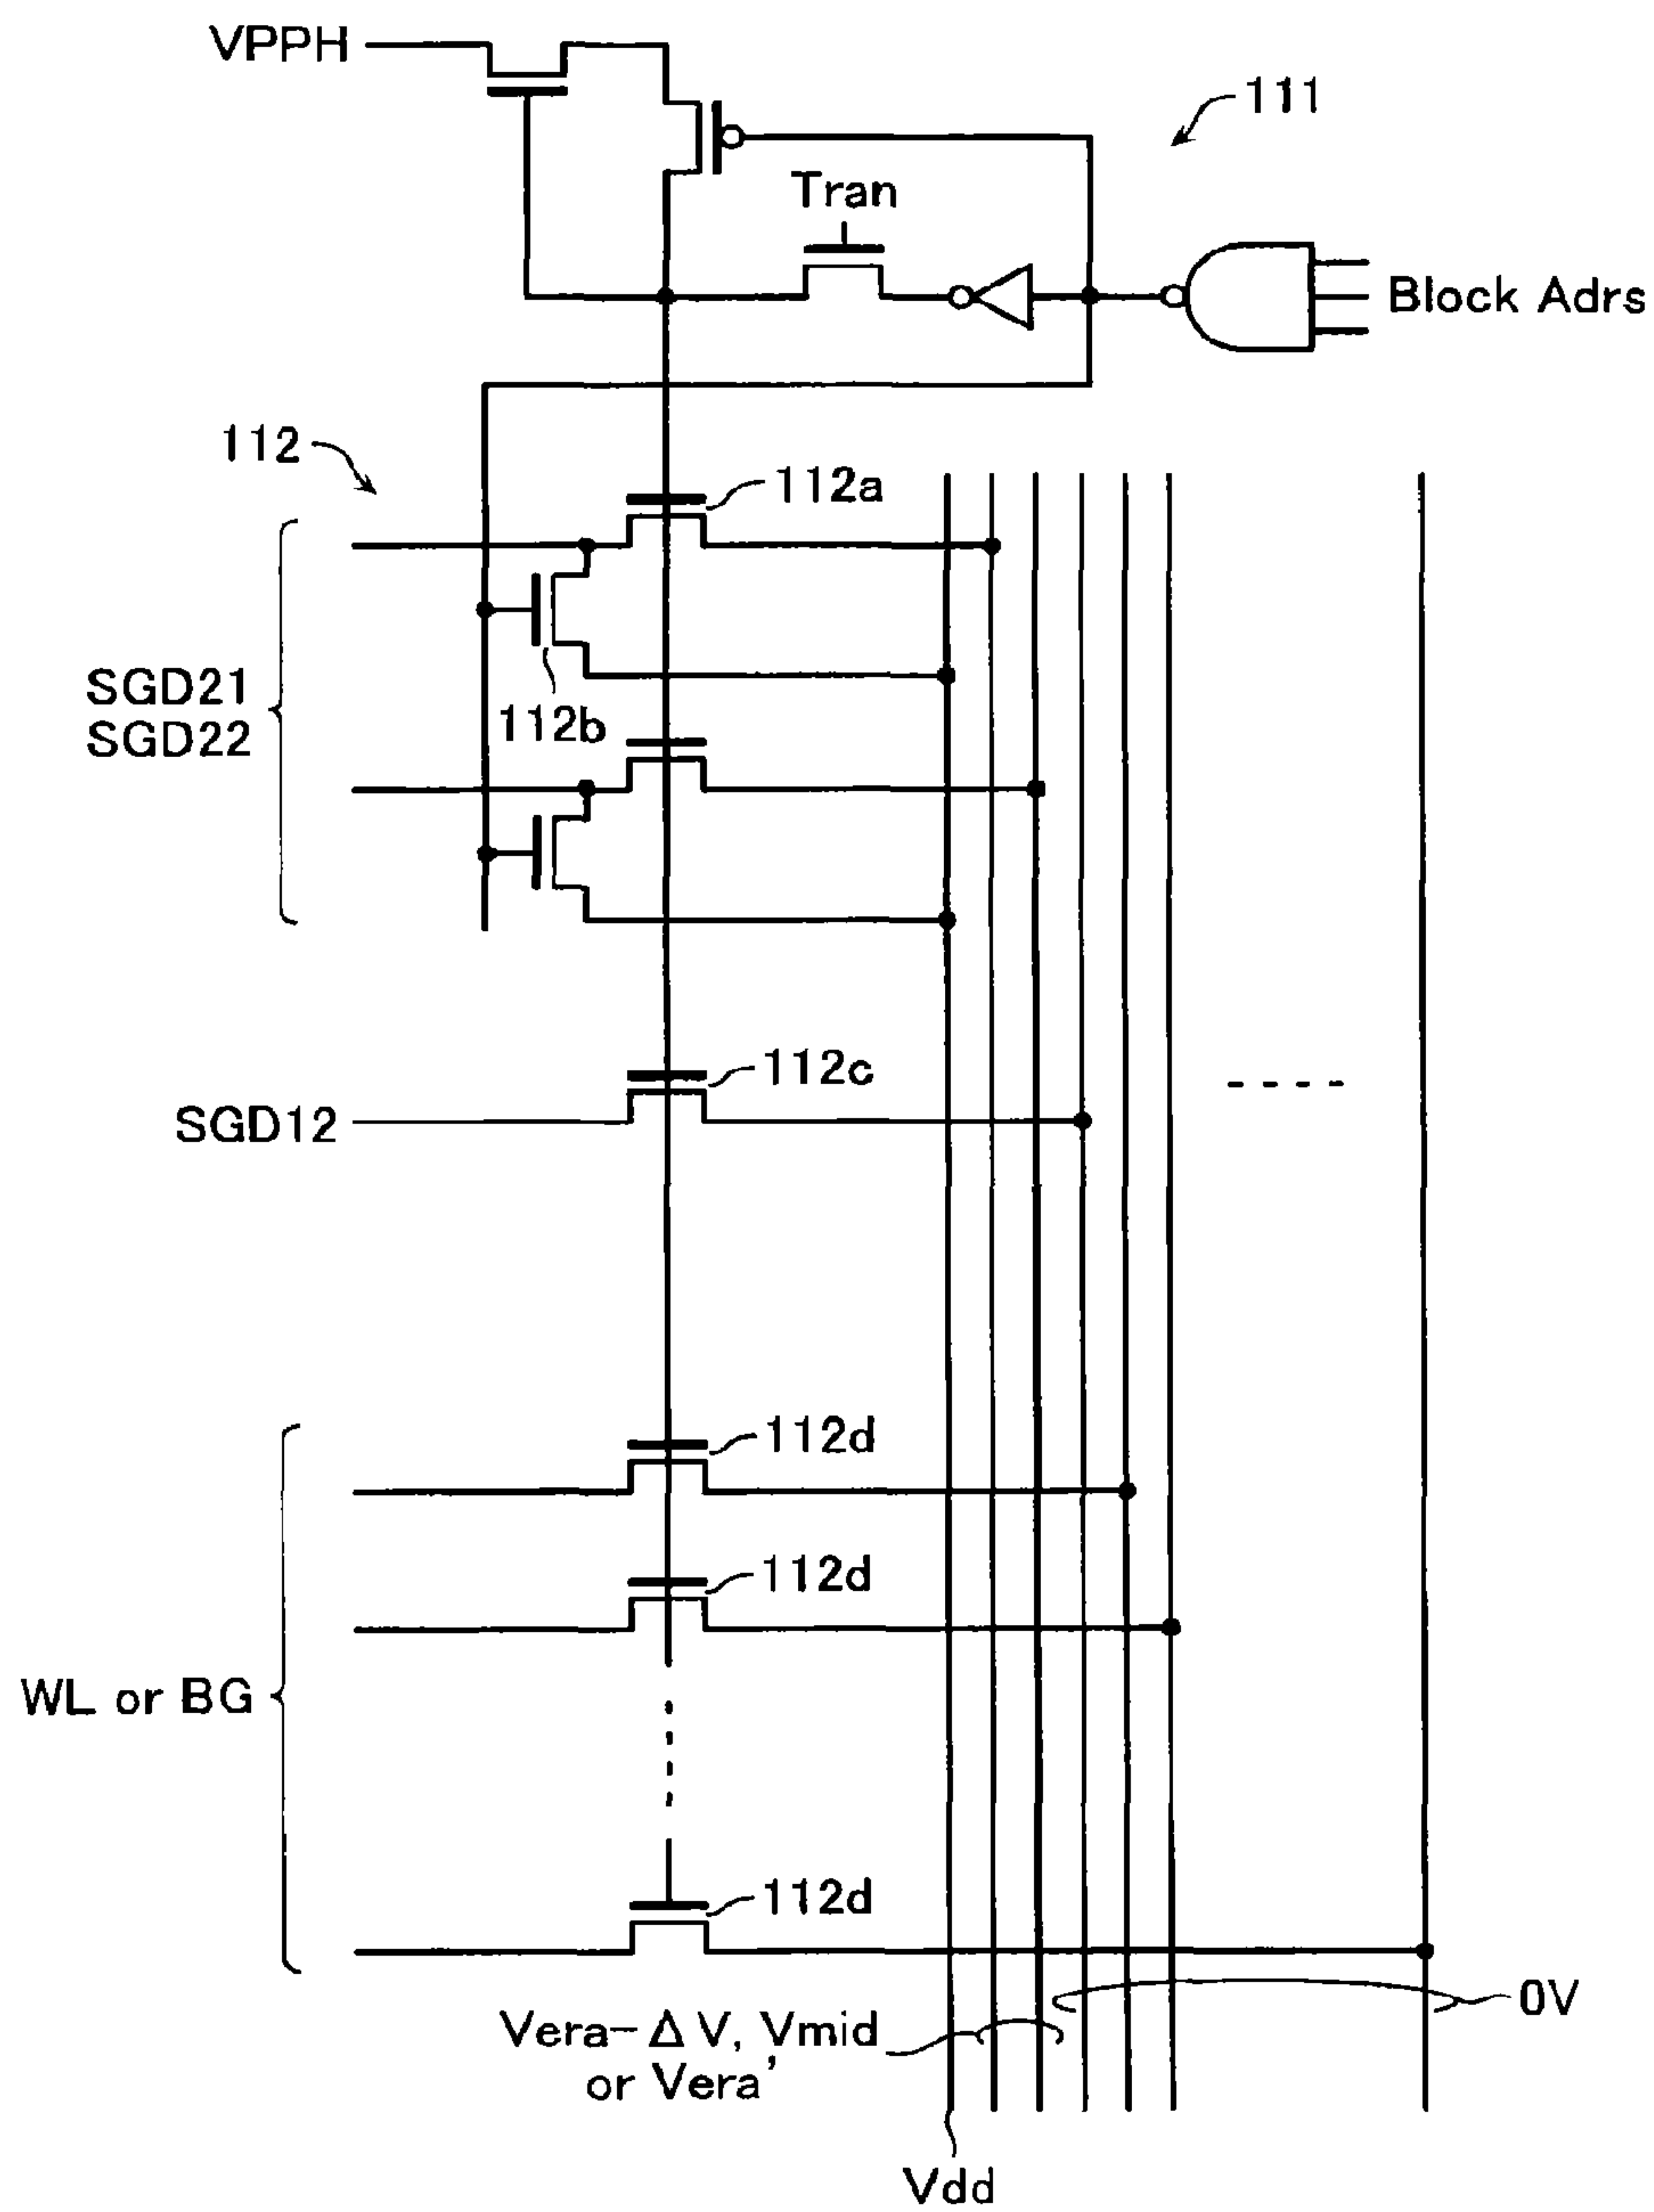 VPPH
111
Tran
Block Adrs
112
112a
SGD21
SGD22
112b
112c
SGD12
112d
112d
WL or BG
112d
0V
Vera−ΔV, Vmid
or Vera'
Vdd